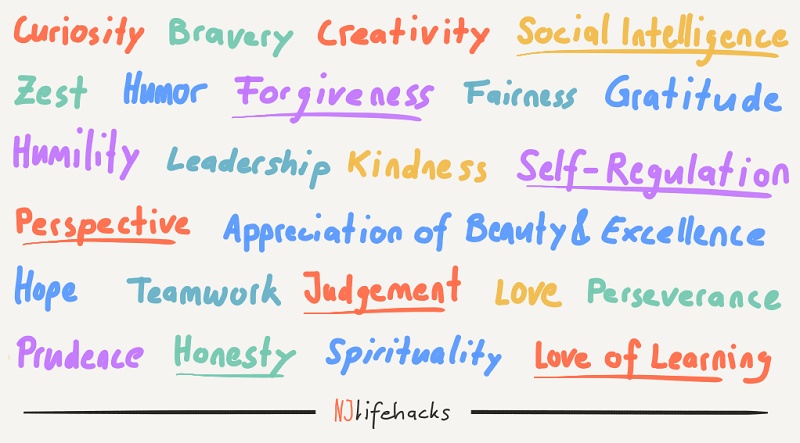 Curiosity Bravery Creativity Social Intelligence
Zest Humor Forgiveness Fairness Gratitude
Humility Leadership Kindness Self-Regulation
Perspective Appreciation of Beauty & Excellence
Hope Teamwork Judgement Love Perseverance
Prudence Honesty Spirituality Love of Learning
NJlifehacks